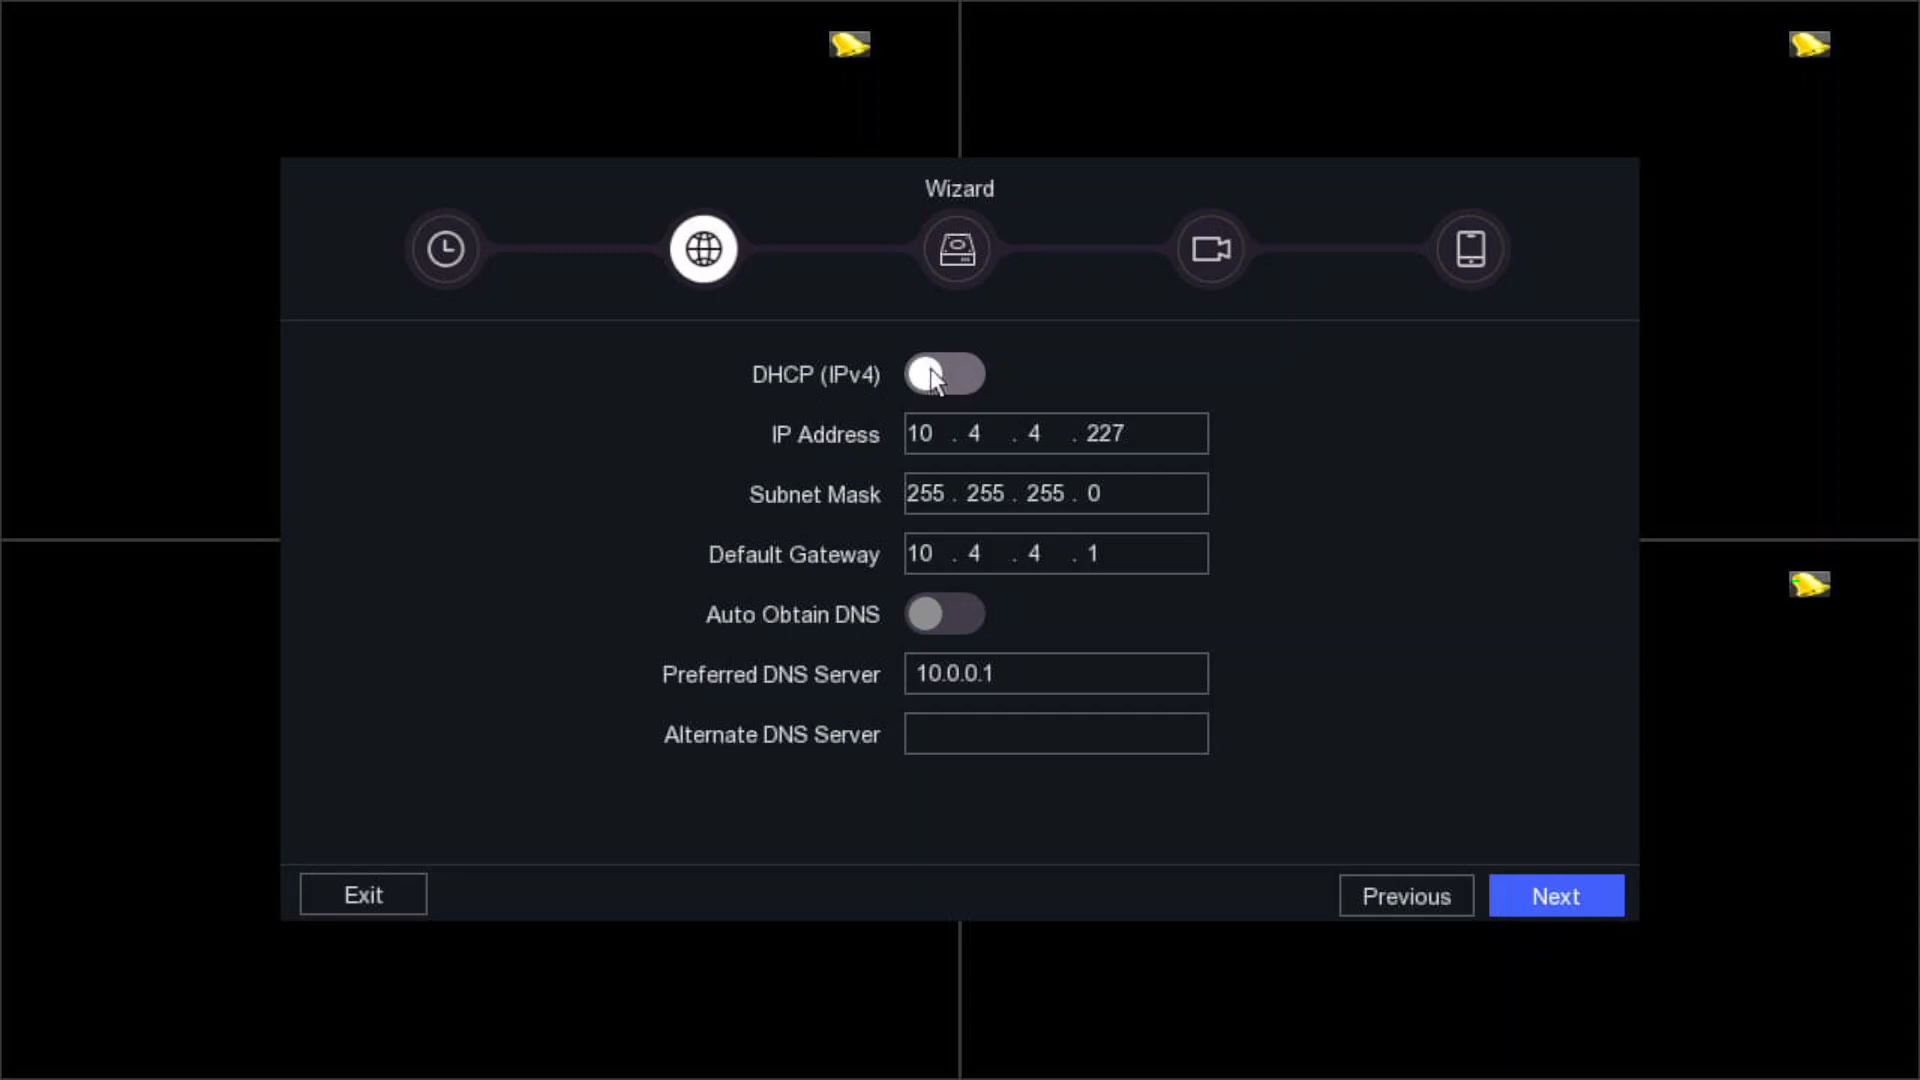 Wizard
DHCP (IPv4)
IP Address 10 . 4 . 4 . 227
Subnet Mask 255 . 255 . 255 . 0
Default Gateway 10 . 4 . 4 . 1
Auto Obtain DNS
Preferred DNS Server 10.0.0.1
Alternate DNS Server
Exit Previous Next